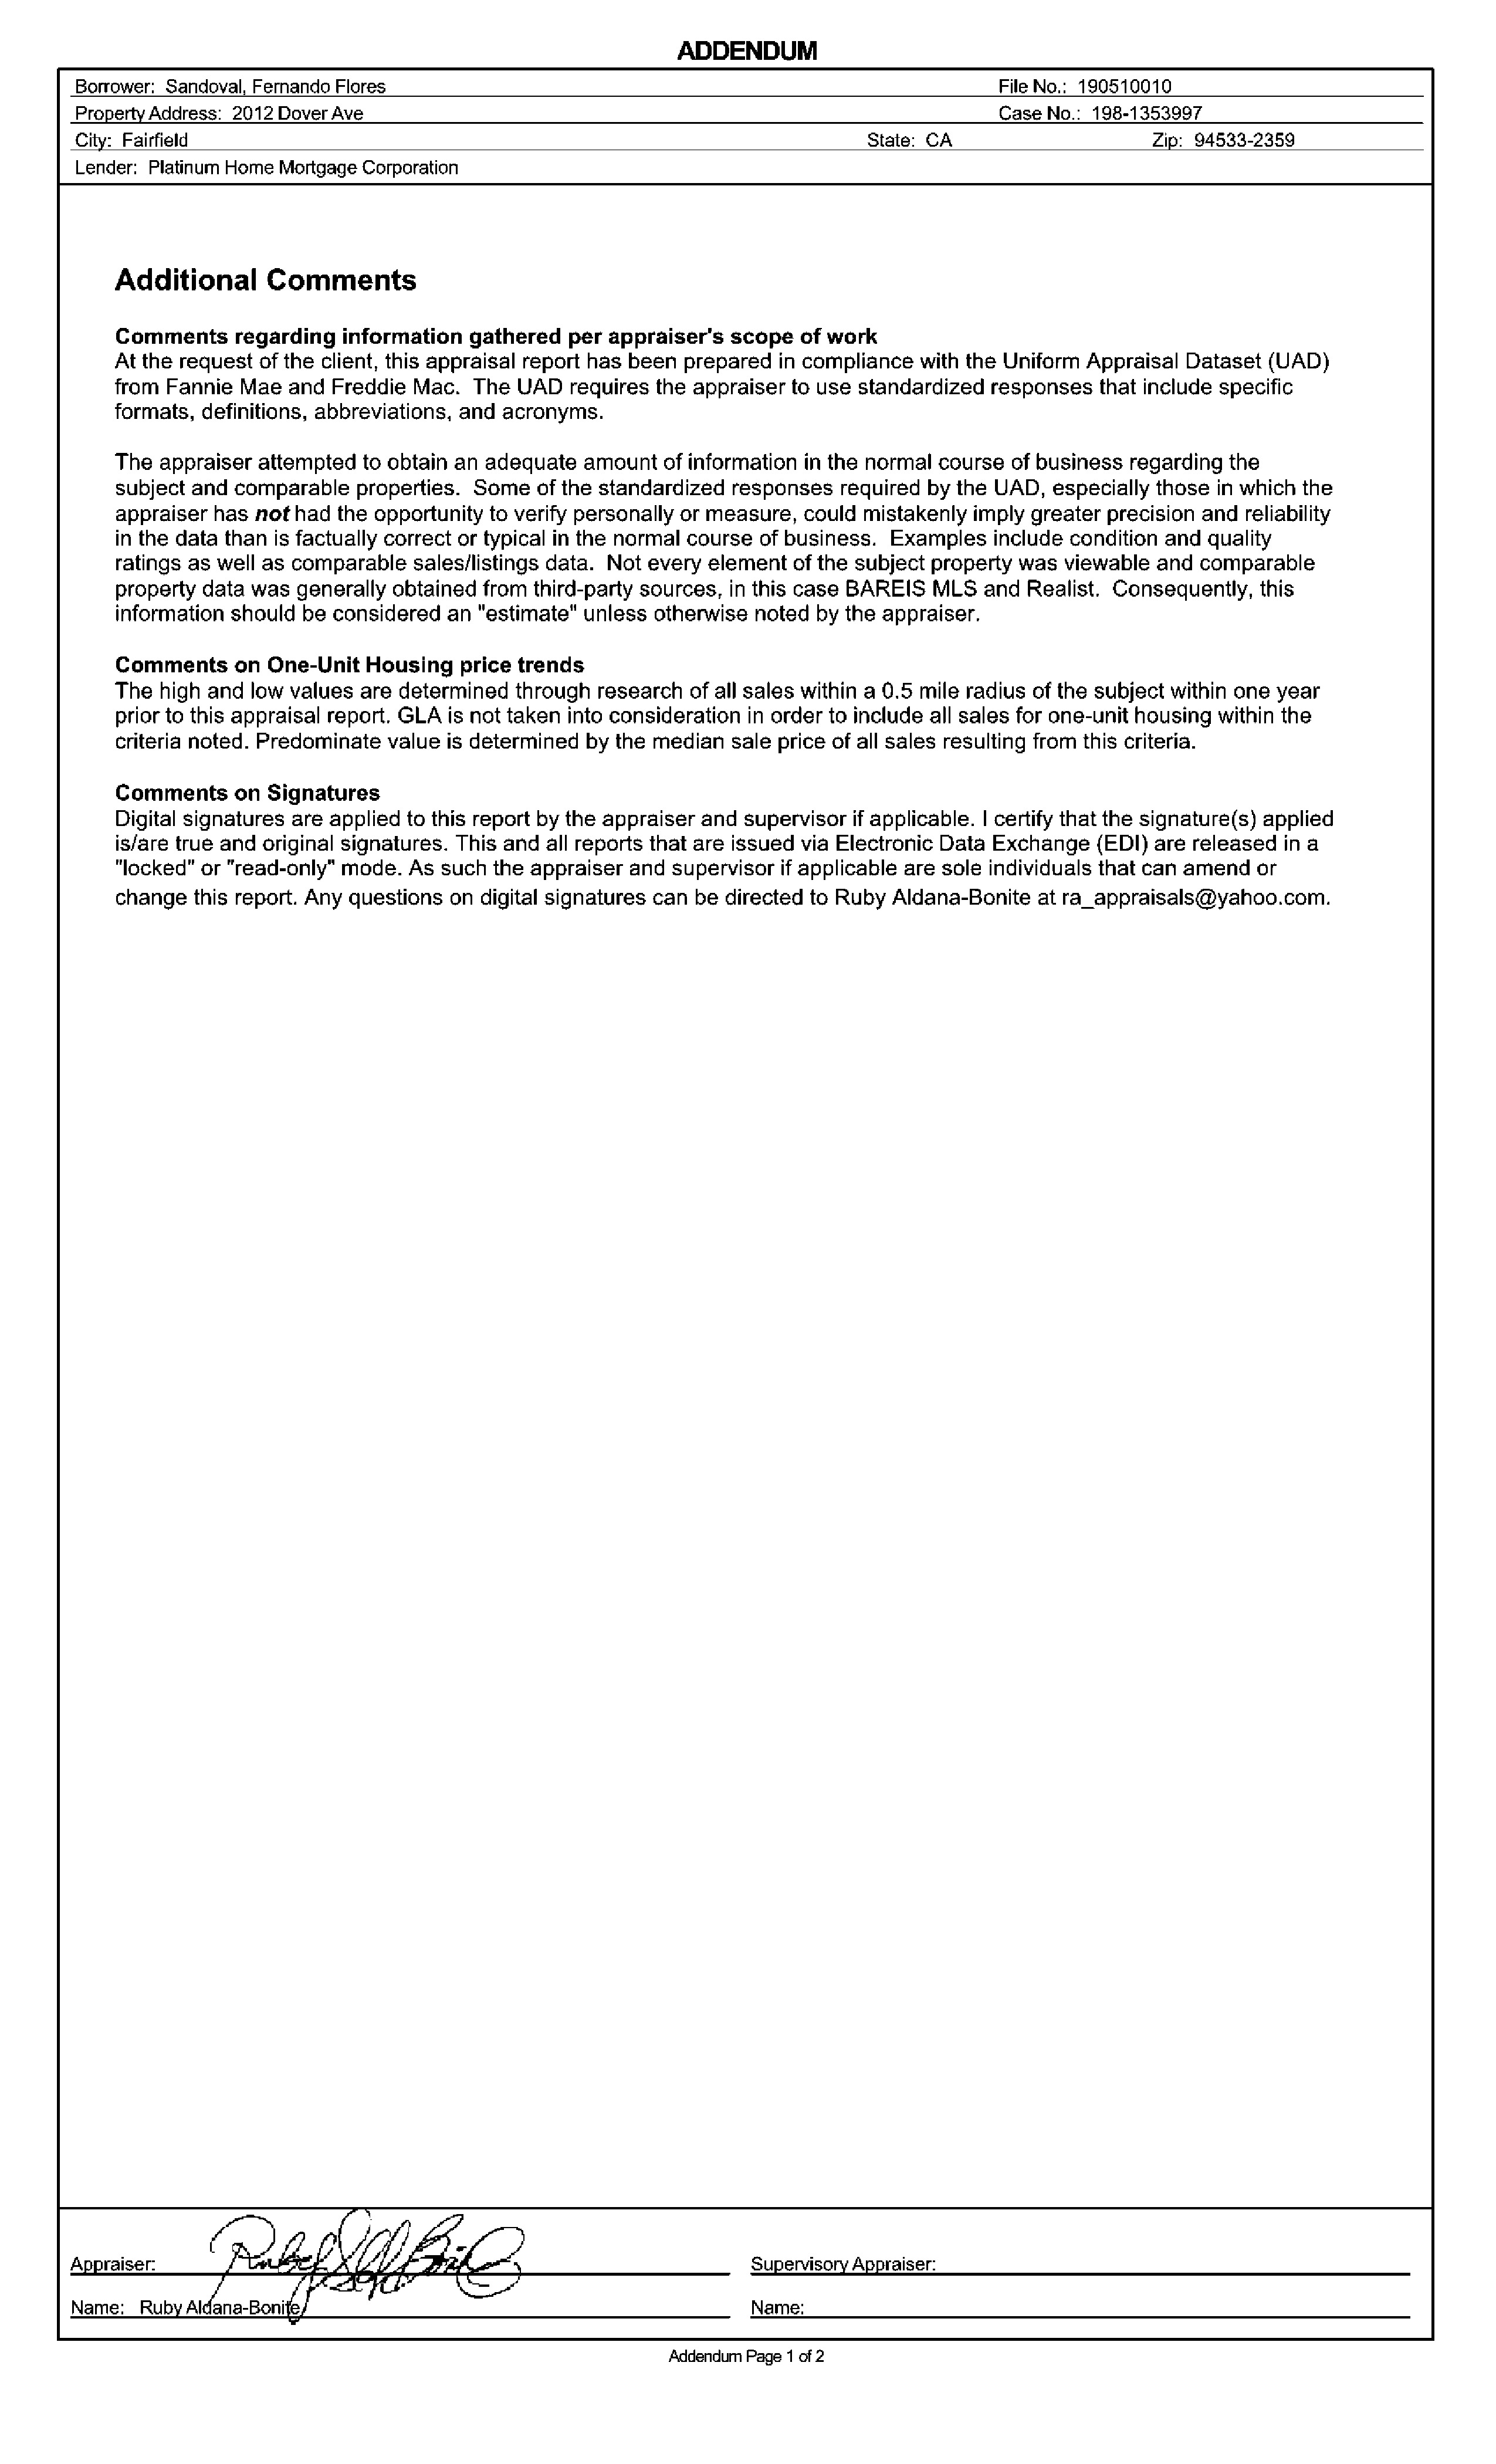 ADDENDUM
Borrower: Sandoval, Fernando Flores File No.: 190510010
Property Address: 2012 Dover Ave Case No.: 198-1353997
City: Fairfield State: CA Zip: 94533-2359
Lender: Platinum Home Mortgage Corporation
Additional Comments
Comments regarding information gathered per appraiser's scope of work
At the request of the client, this appraisal report has been prepared in compliance with the Uniform Appraisal Dataset (UAD)
from Fannie Mae and Freddie Mac. The UAD requires the appraiser to use standardized responses that include specific
formats, definitions, abbreviations, and acronyms.
The appraiser attempted to obtain an adequate amount of information in the normal course of business regarding the
subject and comparable properties. Some of the standardized responses required by the UAD, especially those in which the
appraiser has not had the opportunity to verify personally or measure, could mistakenly imply greater precision and reliability
in the data than is factually correct or typical in the normal course of business. Examples include condition and quality
ratings as well as comparable sales/listings data. Not every element of the subject property was viewable and comparable
property data was generally obtained from third-party sources, in this case BAREIS MLS and Realist. Consequently, this
information should be considered an "estimate" unless otherwise noted by the appraiser.
Comments on One-Unit Housing price trends
The high and low values are determined through research of all sales within a 0.5 mile radius of the subject within one year
prior to this appraisal report. GLA is not taken into consideration in order to include all sales for one-unit housing within the
criteria noted. Predominate value is determined by the median sale price of all sales resulting from this criteria.
Comments on Signatures
Digital signatures are applied to this report by the appraiser and supervisor if applicable. I certify that the signature(s) applied
is/are true and original signatures. This and all reports that are issued via Electronic Data Exchange (EDI) are released in a
"locked" or "read-only" mode. As such the appraiser and supervisor if applicable are sole individuals that can amend or
change this report. Any questions on digital signatures can be directed to Ruby Aldana-Bonite at ra_appraisals@yahoo.com.
Appraiser: Supervisory Appraiser:
Name: Ruby Aldana-Bonite Name:
Addendum Page 1 of 2